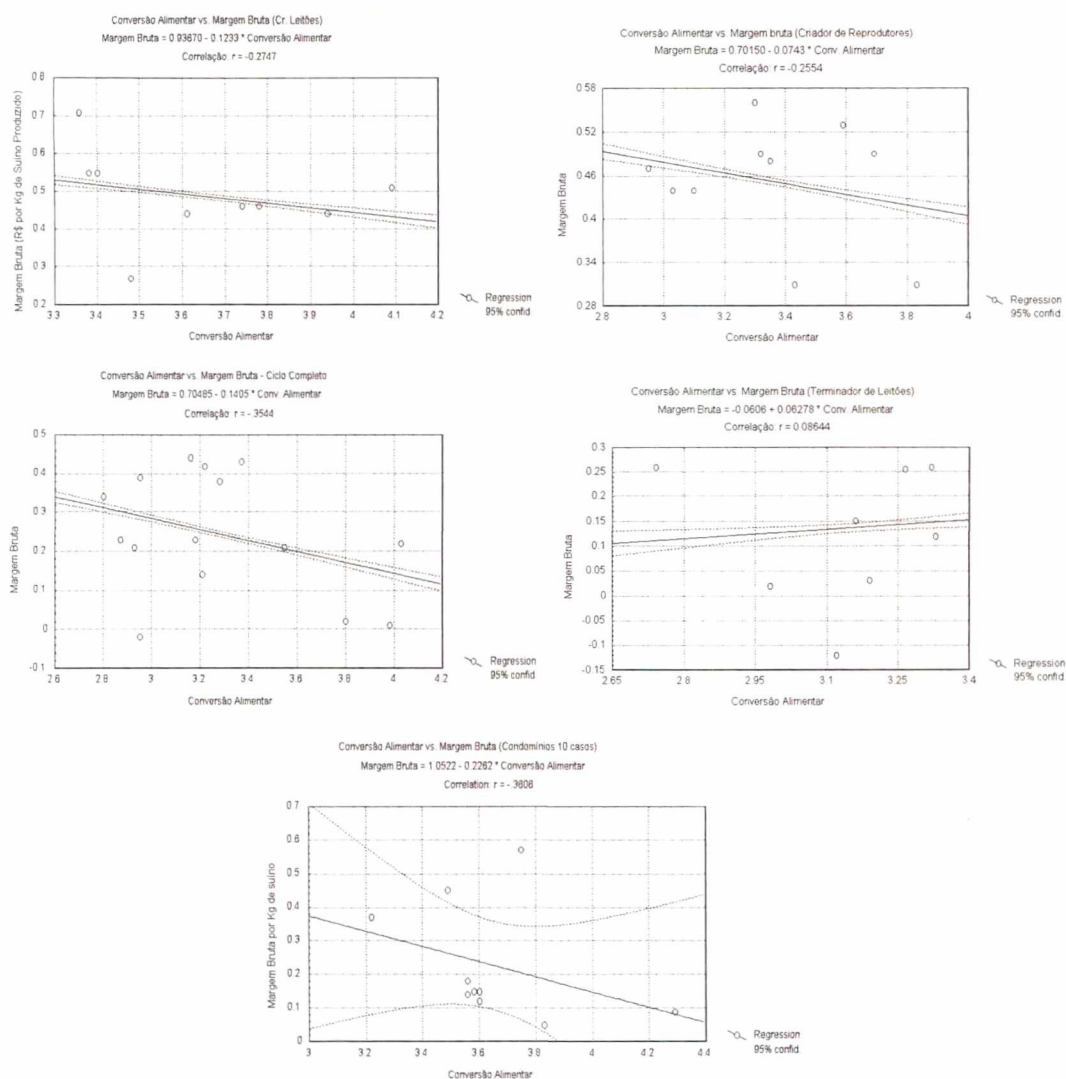 Conversão Alimentar vs. Margem Bruta (Cr. Leitões)
Margem Bruta = 0.93670 - 0.1233 * Conversão Alimentar
Correlação: r = -0.2747
Margem Bruta (R$ por Kg de Suíno Produzido)
0.8
0.7
0.6
0.5
0.4
0.3
0.2
3.3 3.4 3.5 3.6 3.7 3.8 3.9 4 4.1 4.2
Conversão Alimentar
Regression
95% confid
Conversão Alimentar vs. Margem bruta (Criador de Reprodutores)
Margem Bruta = 0.70150 - 0.0743 * Conv. Alimentar
Correlação: r = -0.2554
Margem Bruta
0.58
0.52
0.46
0.4
0.34
0.28
2.8 3 3.2 3.4 3.6 3.8 4
Conversão Alimentar
Regression
95% confid
Conversão Alimentar vs. Margem Bruta - Ciclo Completo
Margem Bruta = 0.70485 - 0.1405 * Conv. Alimentar
Correlação: r = -.3544
Margem Bruta
0.5
0.4
0.3
0.2
0.1
0
-0.1
2.6 2.8 3 3.2 3.4 3.6 3.8 4 4.2
Conversão Alimentar
Regression
95% confid
Conversão Alimentar vs. Margem Bruta (Terminador de Leitões)
Margem Bruta = -0.0606 + 0.06278 * Conv. Alimentar
Correlação: r = 0.08644
Margem Bruta
0.3
0.25
0.2
0.15
0.1
0.05
0
-0.05
-0.1
-0.15
2.65 2.8 2.95 3.1 3.25 3.4
Conversão Alimentar
Regression
95% confid
Conversão Alimentar vs. Margem Bruta (Condomínios 10 casos)
Margem Bruta = 1.0522 - 0.2262 * Conversão Alimentar
Correlation: r = -.3606
Margem Bruta por Kg de suíno
0.7
0.6
0.5
0.4
0.3
0.2
0.1
0
3 3.2 3.4 3.6 3.8 4 4.2 4.4
Conversão Alimentar
Regression
95% confid